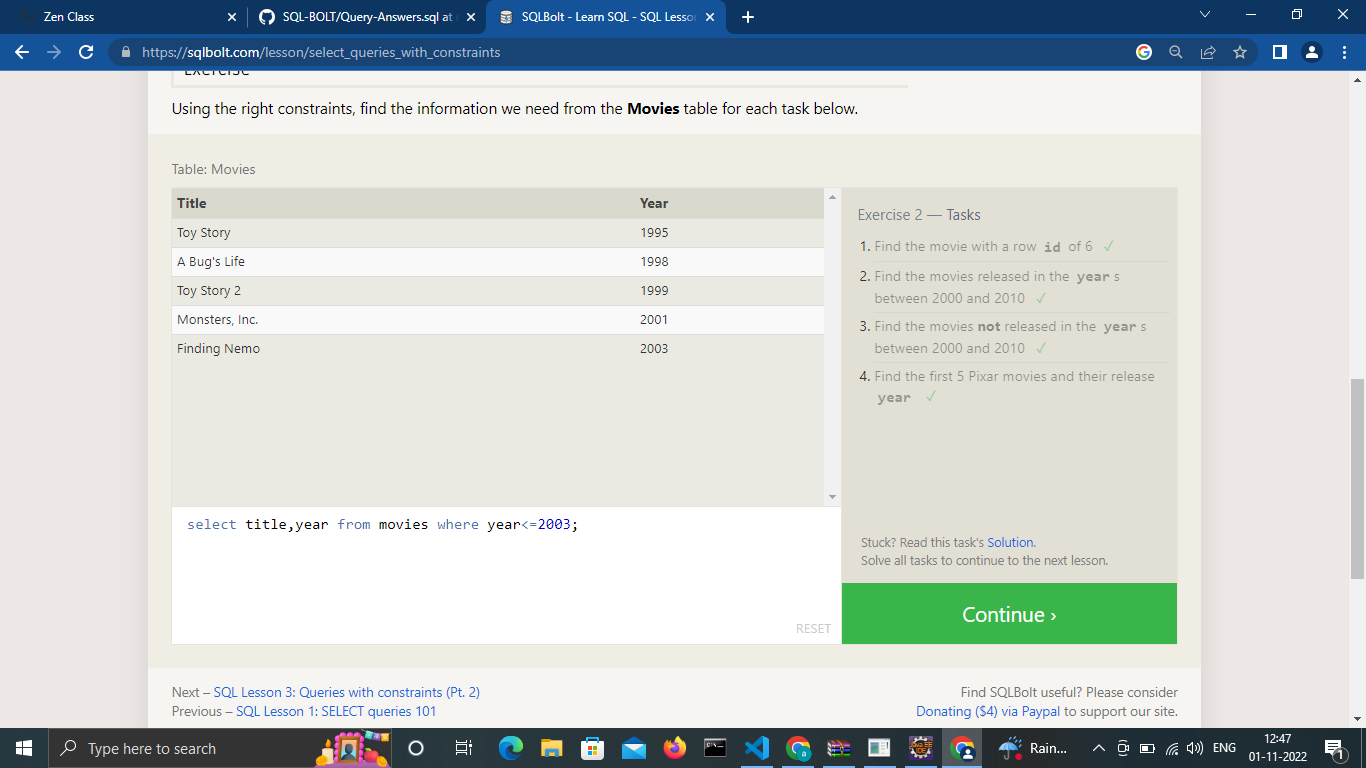 Zen Class
SQL-BOLT/Query-Answers.sql at
SQLBolt - Learn SQL - SQL Lesson
https://sqlbolt.com/lesson/select_queries_with_constraints
Exercise
Using the right constraints, find the information we need from the Movies table for each task below.
Table: Movies
Title Year
Toy Story 1995
A Bug's Life 1998
Toy Story 2 1999
Monsters, Inc. 2001
Finding Nemo 2003
select title,year from movies where year<=2003;
RESET
Exercise 2 — Tasks
1. Find the movie with a row id of 6 ✓
2. Find the movies released in the year s
between 2000 and 2010 ✓
3. Find the movies not released in the year s
between 2000 and 2010 ✓
4. Find the first 5 Pixar movies and their release
year ✓
Stuck? Read this task's Solution.
Solve all tasks to continue to the next lesson.
Continue ›
Next – SQL Lesson 3: Queries with constraints (Pt. 2)
Previous – SQL Lesson 1: SELECT queries 101
Find SQLBolt useful? Please consider
Donating ($4) via Paypal to support our site.
Type here to search
Rain...
ENG
12:47
01-11-2022
1